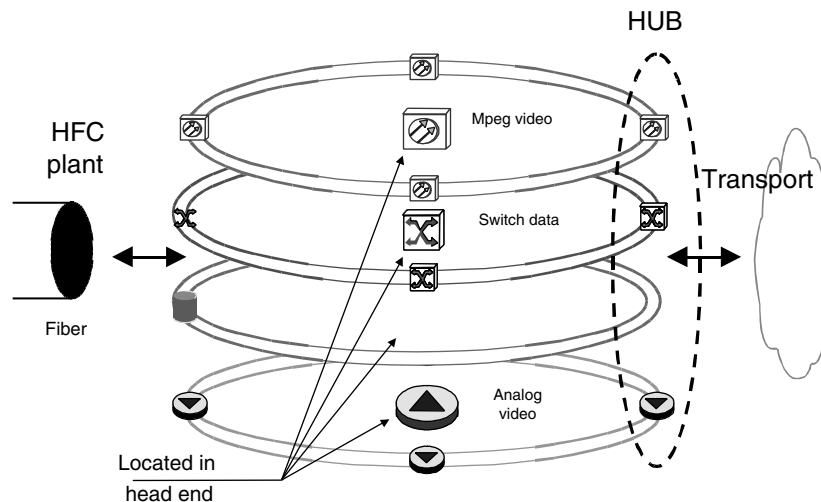 HUB
Mpeg video
HFC
plant
Transport
Switch data
Fiber
Analog
video
Located in
head end